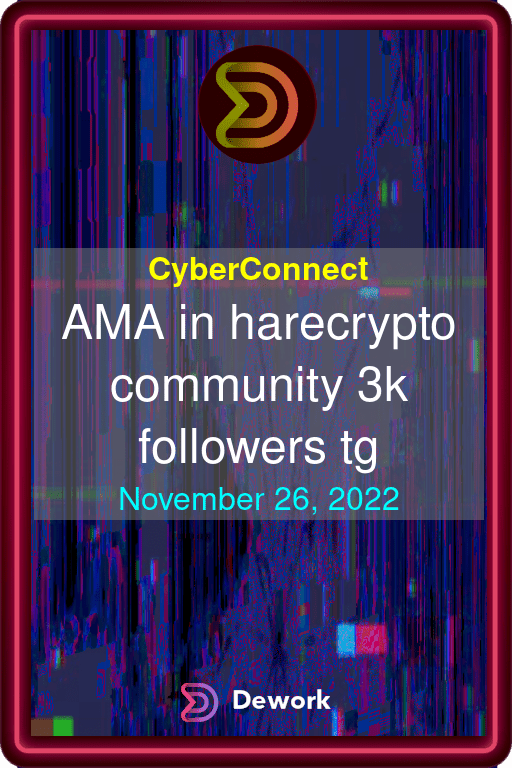 CyberConnect
AMA in harecrypto
community 3k
followers tg
November 26, 2022
Dework